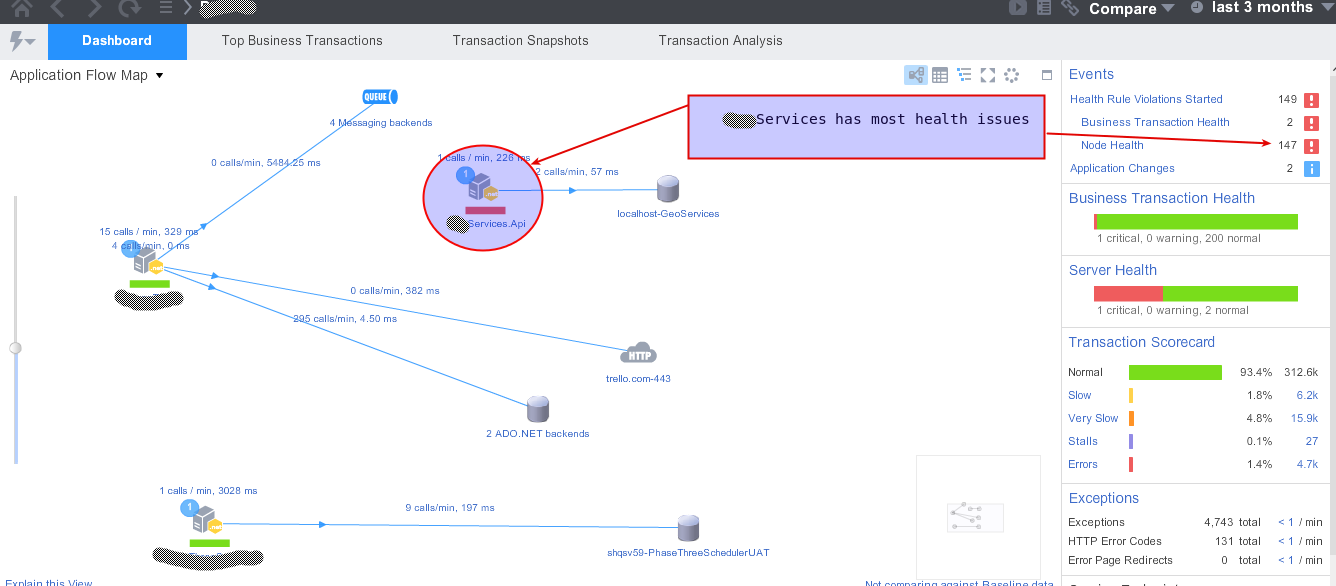 Compare
last 3 months
Dashboard
Top Business Transactions
Transaction Snapshots
Transaction Analysis
Application Flow Map
QUEUE
4 Messaging backends
0 calls/min, 5484.25 ms
Services has most health issues
1 calls / min, 226 ms
1
2 calls/min, 57 ms
.net
Services.Api
localhost-GeoServices
15 calls / min, 329 ms
4 calls/min, 0 ms
1
.net
0 calls/min, 382 ms
295 calls/min, 4.50 ms
HTTP
trello.com-443
2 ADO.NET backends
1 calls / min, 3028 ms
1
.net
9 calls/min, 197 ms
shqsv59-PhaseThreeSchedulerUAT
Explain this View
Not comparing against Baseline data
Events
Health Rule Violations Started 149
Business Transaction Health 2
Node Health 147
Application Changes 2
Business Transaction Health
1 critical, 0 warning, 200 normal
Server Health
1 critical, 0 warning, 2 normal
Transaction Scorecard
Normal 93.4% 312.6k
Slow 1.8% 6.2k
Very Slow 4.8% 15.9k
Stalls 0.1% 27
Errors 1.4% 4.7k
Exceptions
Exceptions 4,743 total < 1 / min
HTTP Error Codes 131 total < 1 / min
Error Page Redirects 0 total < 1 / min